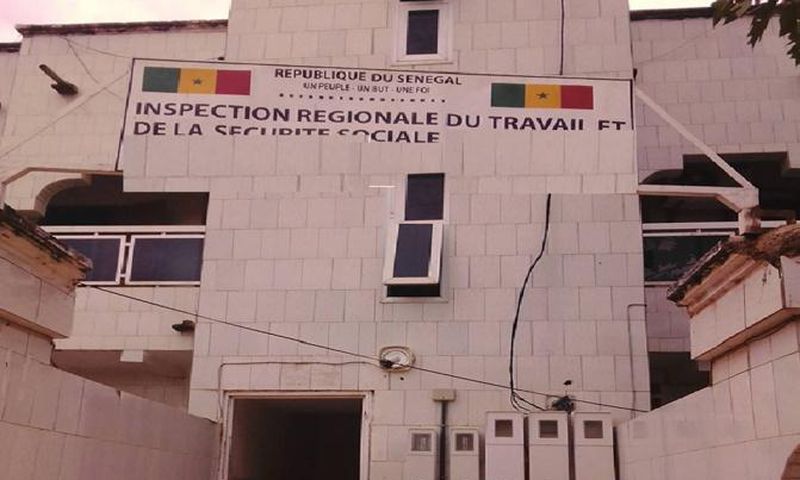 REPUBLIQUE DU SENEGAL
UN PEUPLE - UN BUT - UNE FOI
INSPECTION REGIONALE DU TRAVAIL ET
DE LA SECURITE SOCIALE